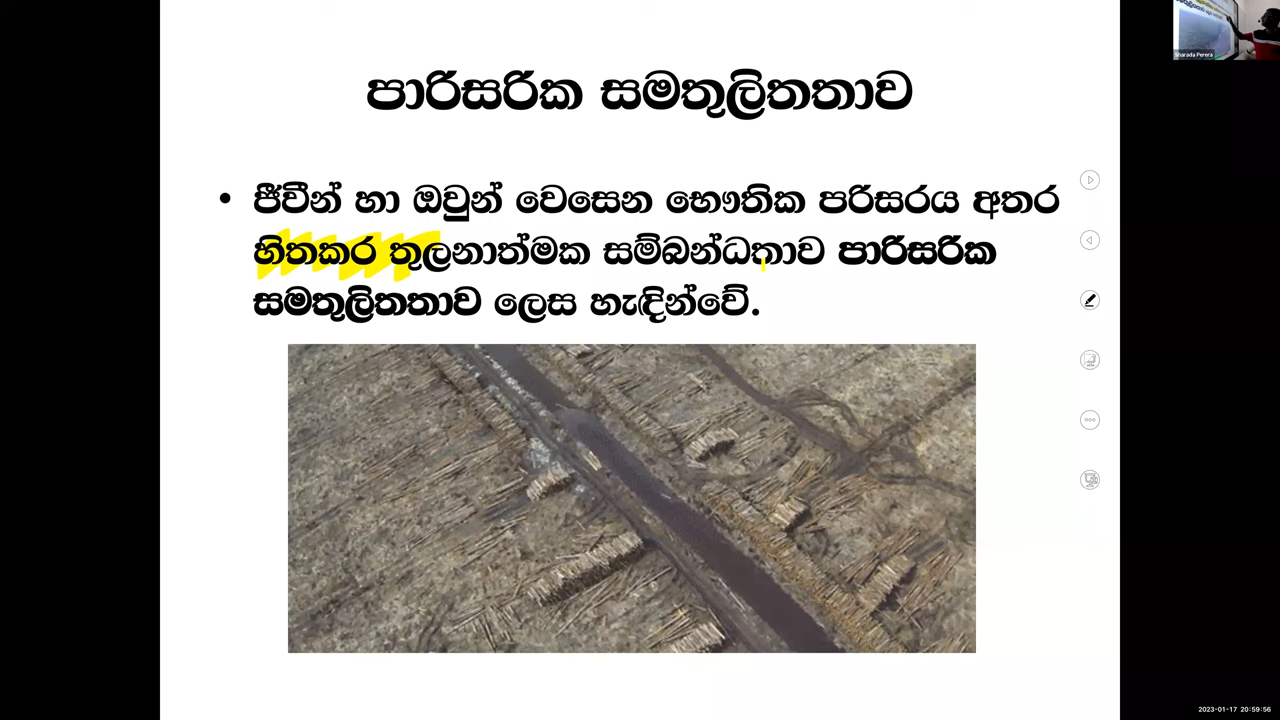 පාරිසරික සමතුලිතතාව
• ජීවීන් හා ඔවුන් වෙසෙන භෞතික පරිසරය අතර
හිතකර තුලනාත්මක සම්බන්ධතාව පාරිසරික
සමතුලිතතාව ලෙස හැඳින්වේ.
Sharada Perera
2023-01-17 20:59:56